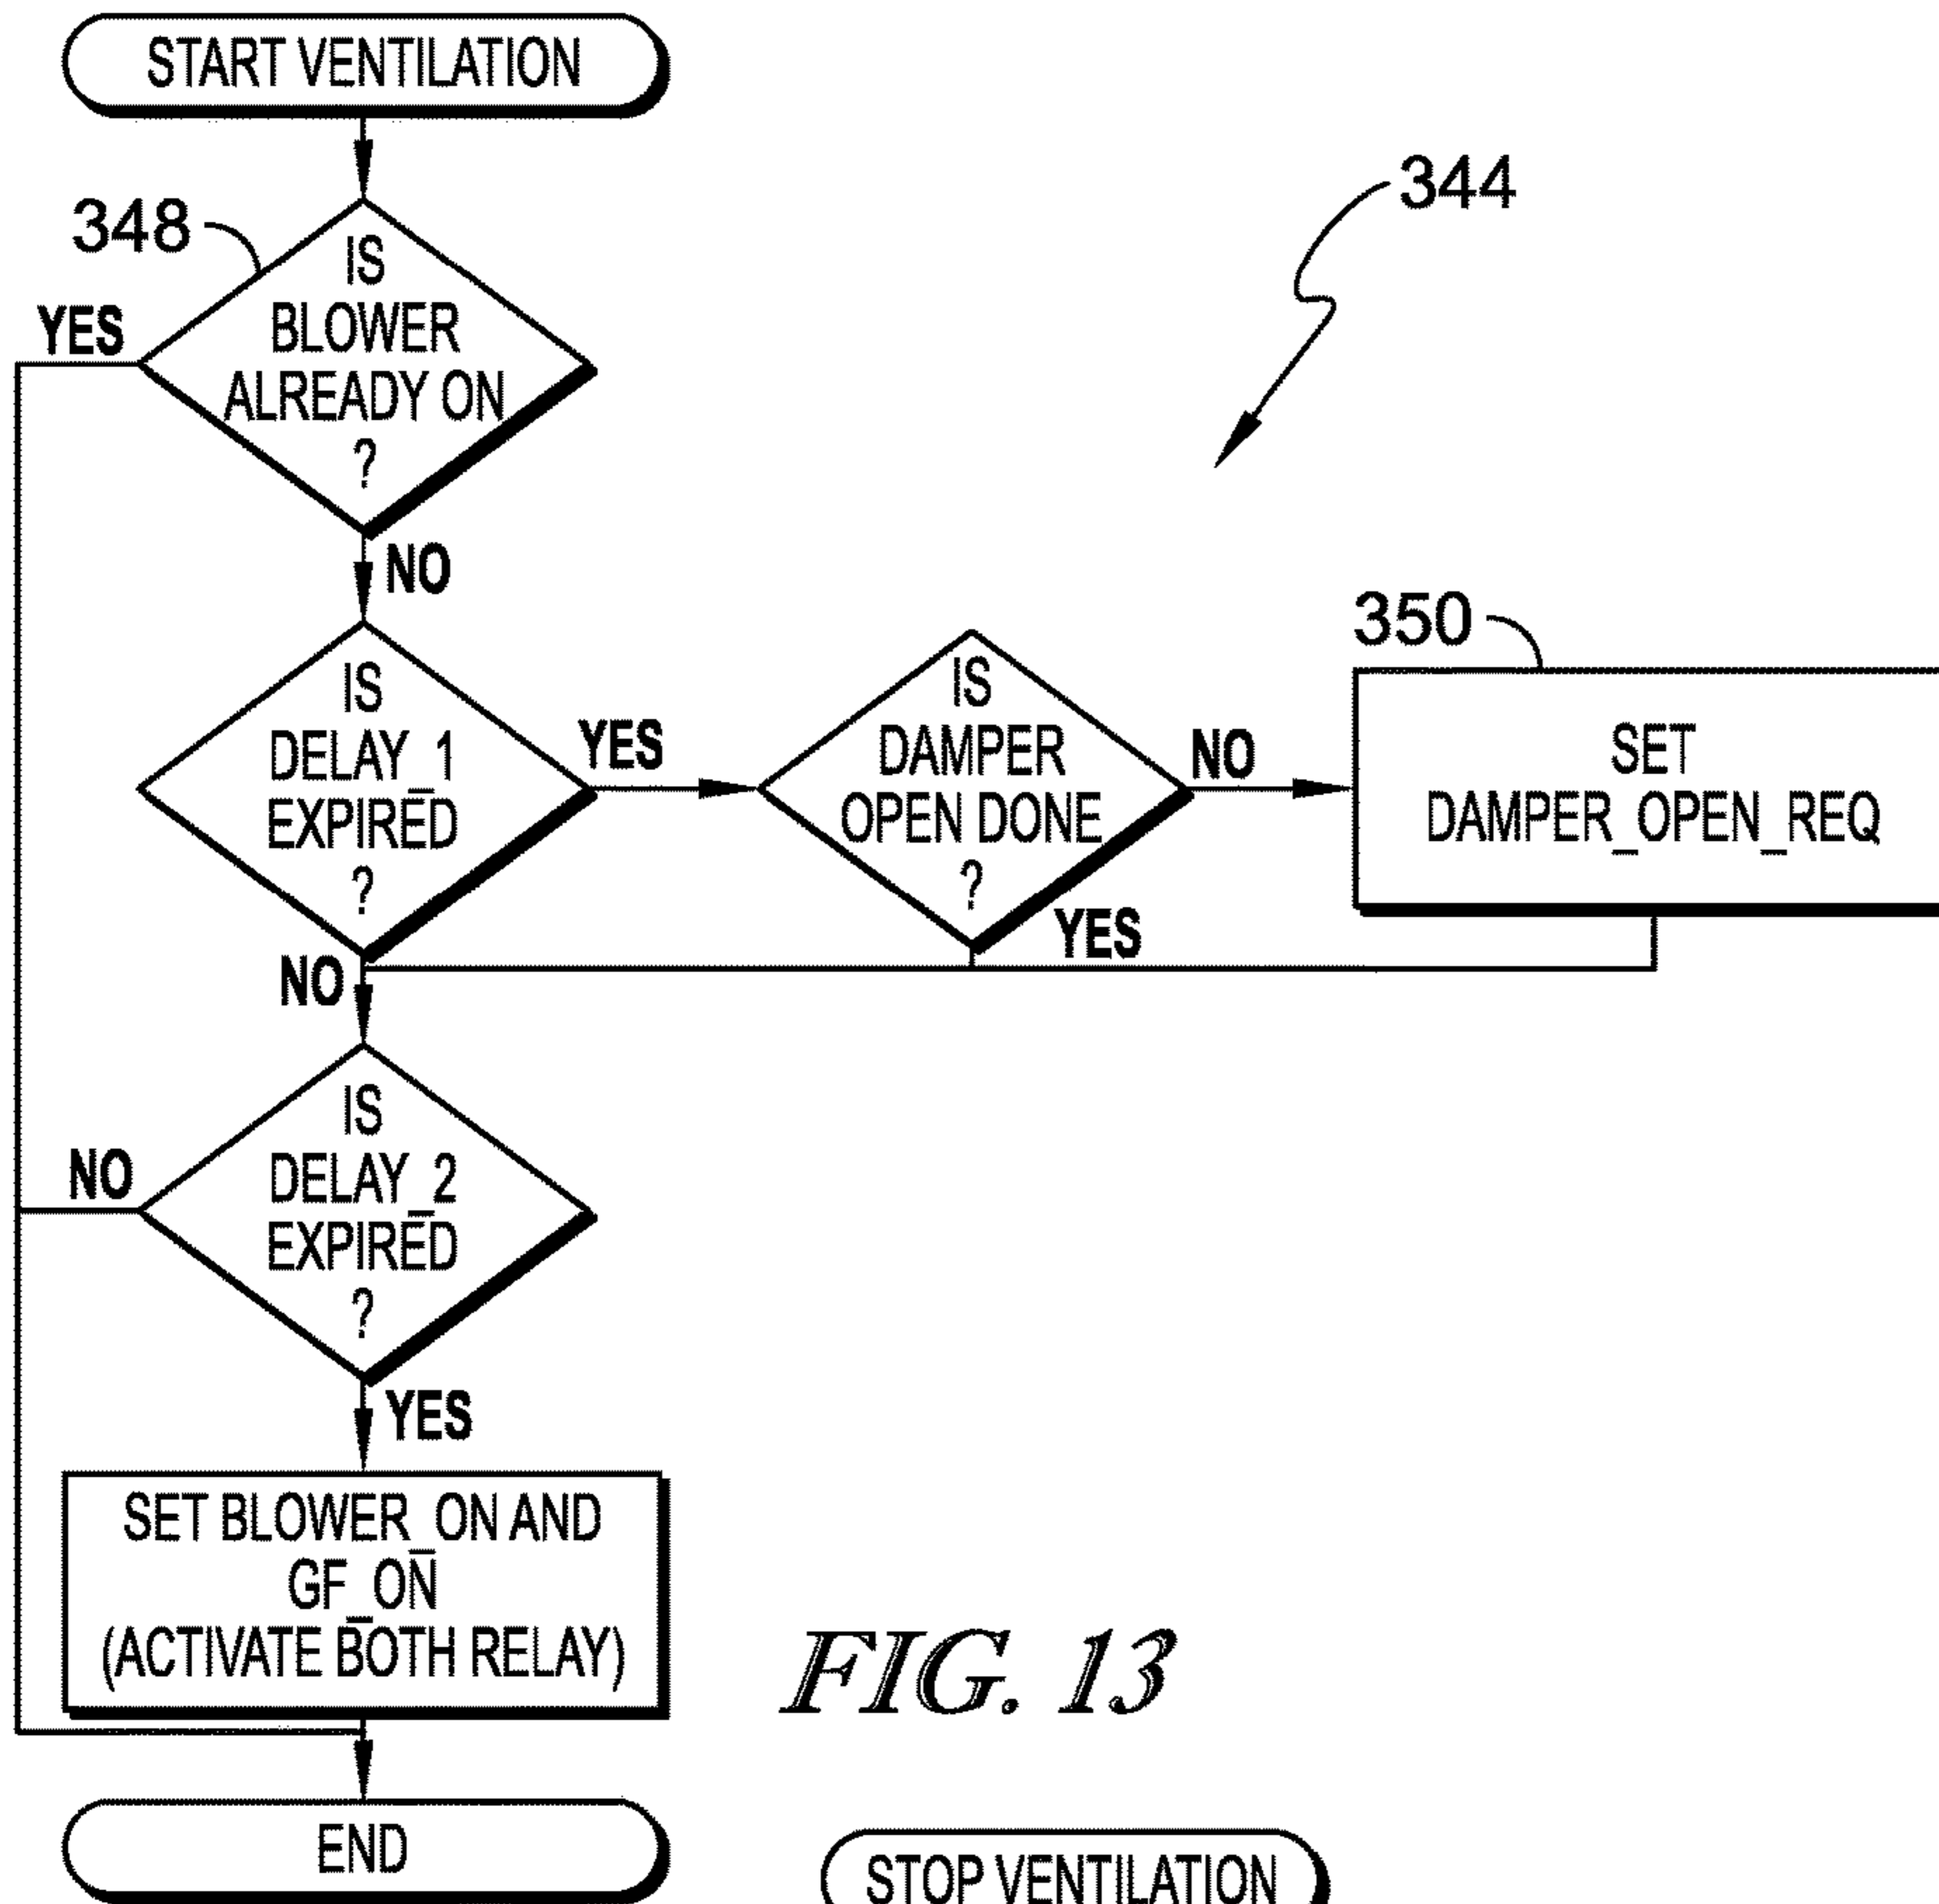 START VENTILATION
344
348
IS
BLOWER
ALREADY ON
?
YES
NO
350
IS
DELAY_1
EXPIRED
?
YES
IS
DAMPER
OPEN DONE
?
NO
SET
DAMPER_OPEN_REQ
YES
NO
IS
DELAY_2
EXPIRED
?
NO
YES
SET BLOWER_ON AND
GF_ON
(ACTIVATE BOTH RELAY)
FIG. 13
END
STOP VENTILATION